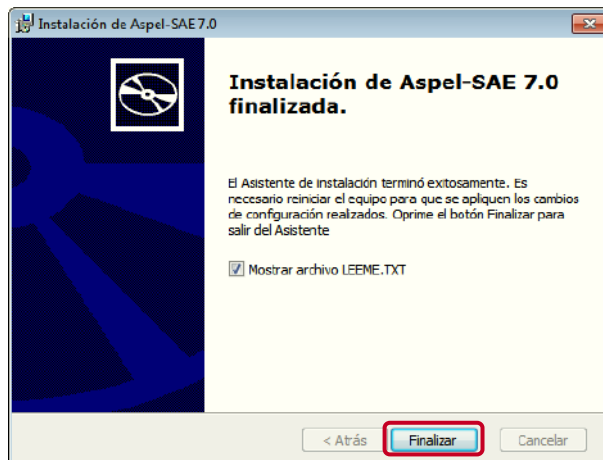 Instalación de Aspel-SAE 7.0
Instalación de Aspel-SAE 7.0
finalizada.
El Asistente de instalación terminó exitosamente. Es
necesario reiniciar el equipo para que se apliquen los cambios
de configuración realizados. Oprime el botón Finalizar para
salir del Asistente
Mostrar archivo LEEME.TXT
< Atrás
Finalizar
Cancelar